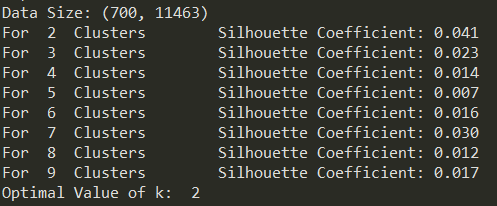 Data Size: (700, 11463)
For  2  Clusters          Silhouette Coefficient: 0.041
For  3  Clusters          Silhouette Coefficient: 0.023
For  4  Clusters          Silhouette Coefficient: 0.014
For  5  Clusters          Silhouette Coefficient: 0.007
For  6  Clusters          Silhouette Coefficient: 0.016
For  7  Clusters          Silhouette Coefficient: 0.030
For  8  Clusters          Silhouette Coefficient: 0.012
For  9  Clusters          Silhouette Coefficient: 0.017
Optimal Value of k:  2